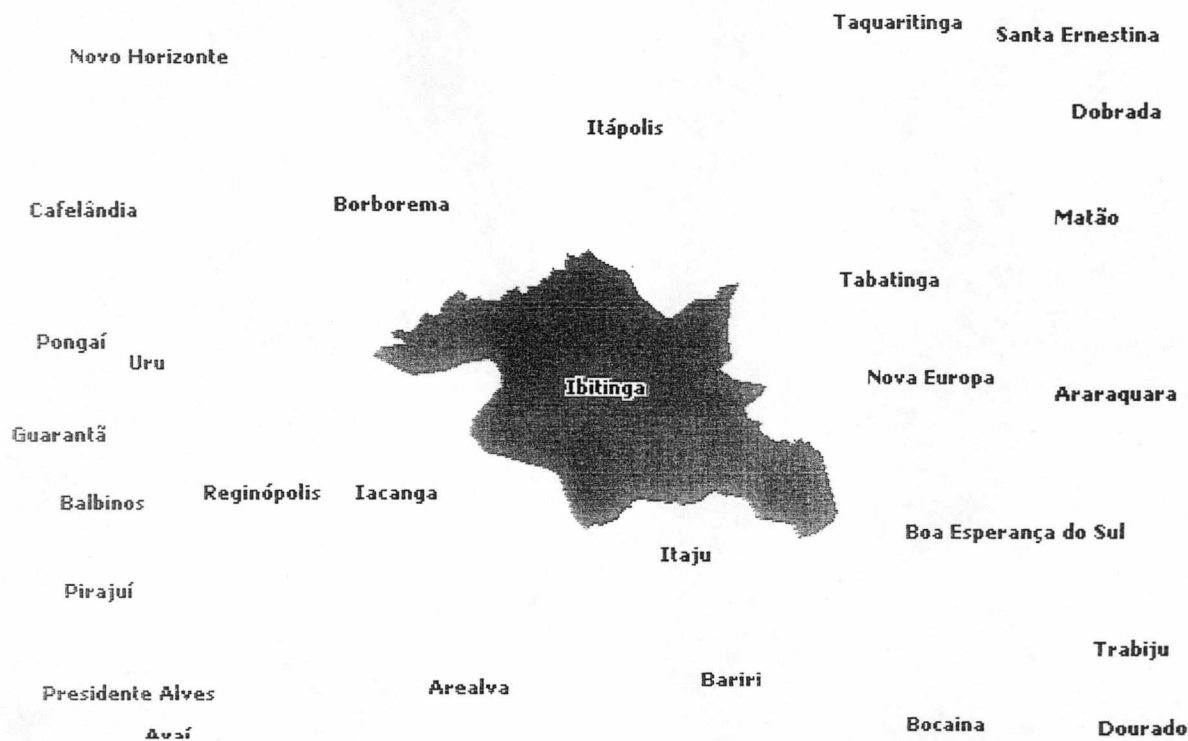 Taquaritinga
Santa Ernestina
Novo Horizonte
Dobrada
Itápolis
Cafelândia
Borborema
Matão
Tabatinga
Pongaí
Uru
Nova Europa
Ibitinga
Araraquara
Guarantã
Balbinos
Reginópolis
Iacanga
Boa Esperança do Sul
Itaju
Pirajuí
Trabiju
Presidente Alves
Arealva
Bariri
Avaí
Bocaina
Dourado